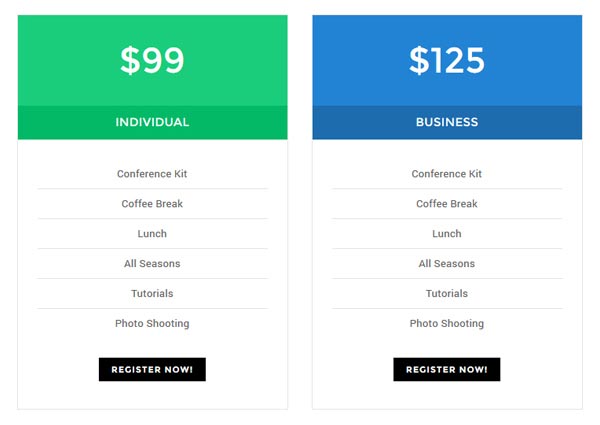 $99
INDIVIDUAL
Conference Kit
Coffee Break
Lunch
All Seasons
Tutorials
Photo Shooting
REGISTER NOW!
$125
BUSINESS
Conference Kit
Coffee Break
Lunch
All Seasons
Tutorials
Photo Shooting
REGISTER NOW!